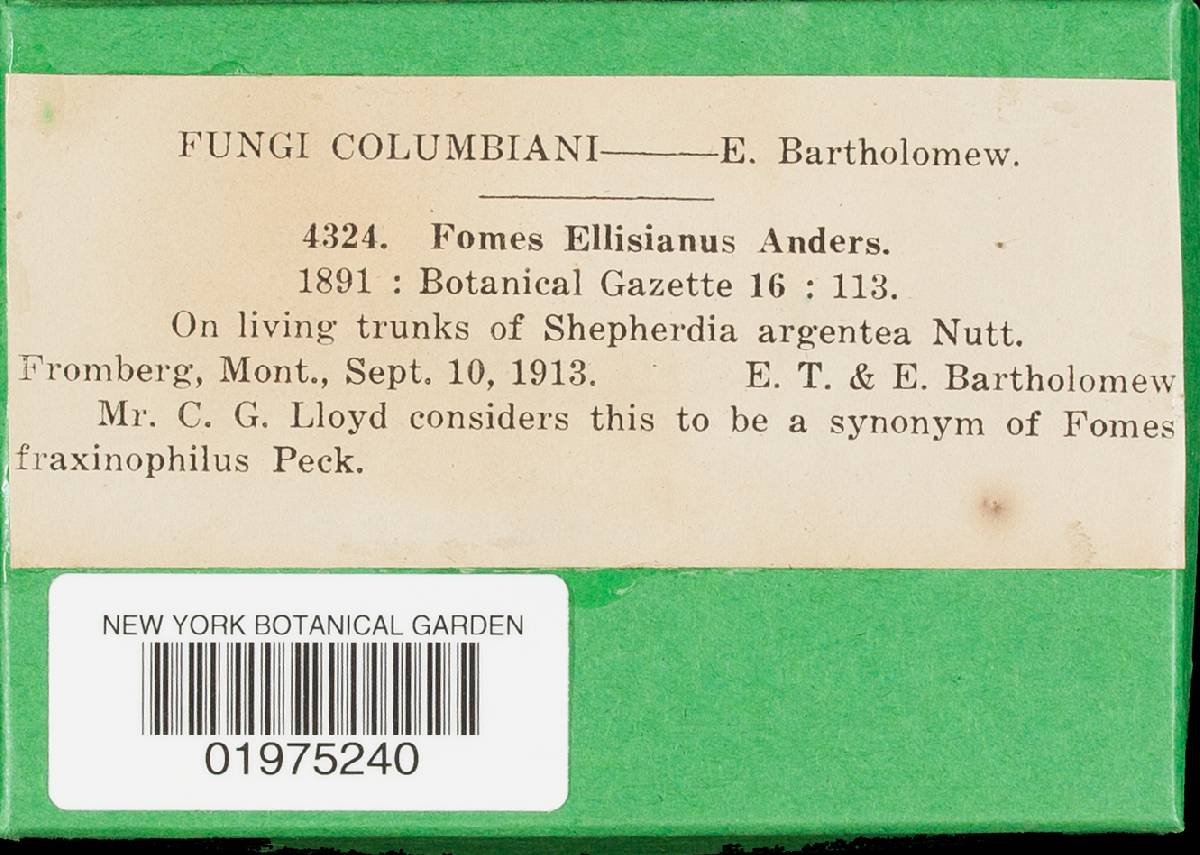 FUNGI COLUMBIANI———E. Bartholomew.
4324. Fomes Ellisianus Anders.
1891 : Botanical Gazette 16 : 113.
On living trunks of Shepherdia argentea Nutt.
Fromberg, Mont., Sept. 10, 1913. E. T. & E. Bartholomew
Mr. C. G. Lloyd considers this to be a synonym of Fomes
fraxinophilus Peck.
NEW YORK BOTANICAL GARDEN
01975240